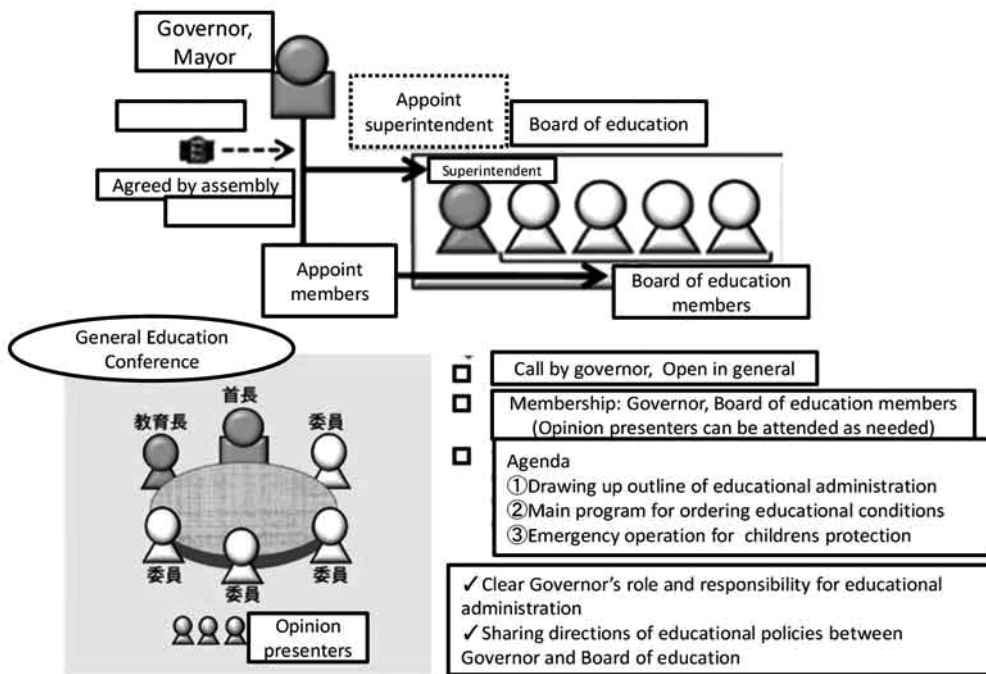 Governor,
Mayor
Appoint
superintendent
Board of education
Superintendent
Agreed by assembly
Appoint
members
Board of education
members
General Education
Conference
首長
教育長
委員
委員
委員
委員
Opinion
presenters
Call by governor, Open in general
Membership: Governor, Board of education members
(Opinion presenters can be attended as needed)
Agenda
①Drawing up outline of educational administration
②Main program for ordering educational conditions
③Emergency operation for childrens protection
✓Clear Governor's role and responsibility for educational
administration
✓Sharing directions of educational policies between
Governor and Board of education